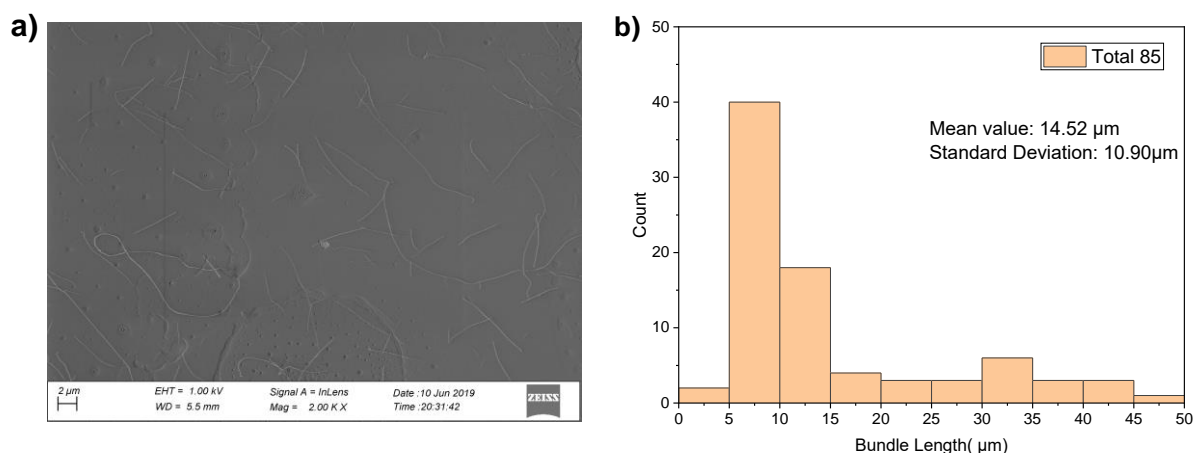 a)
2 µm
EHT = 1.00 kV
WD = 5.5 mm
Signal A = InLens
Mag = 2.00 K X
Date :10 Jun 2019
Time :20:31:42
ZEISS
b)
50
40
30
20
10
0
Count
Total 85
Mean value: 14.52 µm
Standard Deviation: 10.90µm
0 5 10 15 20 25 30 35 40 45 50
Bundle Length( µm)